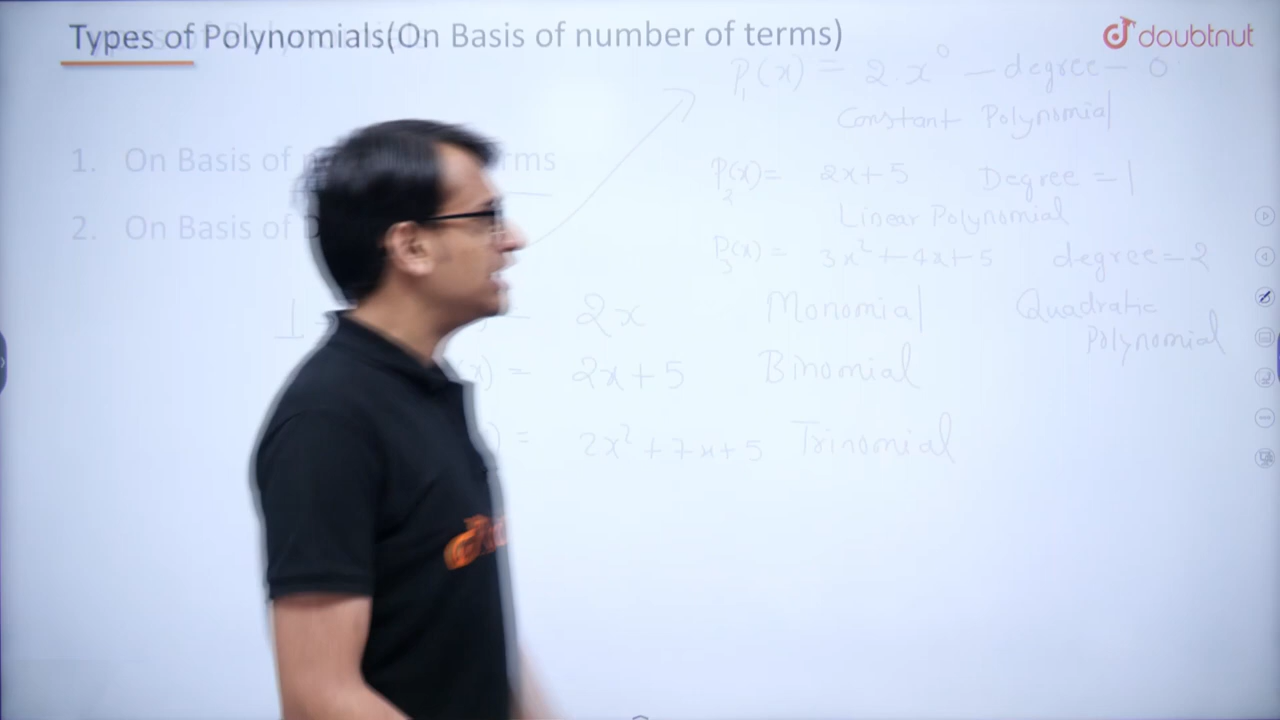 Types of Polynomials(On Basis of number of terms)
doubtnut
P₁(x) = 2.x⁰ — degree — 0
Constant Polynomial
1. On Basis of
P₂(x) = 2x+5 Degree = 1
Linear Polynomial
2. On Basis of
P₃(x) = 3x²+4x+5 degree=2
2x Monomial Quadratic
Polynomial
(x) = 2x+5 Binomial
) = 2x²+7x+5 Trinomial